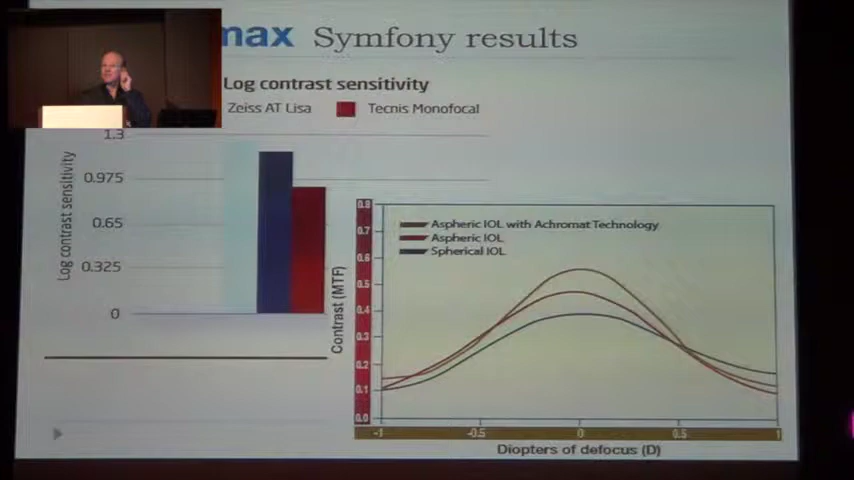 max Symfony results
Log contrast sensitivity
Zeiss AT Lisa Tecnis Monofocal
1.3
0.975
0.65
0.325
0
Log contrast sensitivity
0.8
0.7
0.6
0.5
0.4
0.3
0.2
0.1
0.0
Contrast (MTF)
Aspheric IOL with Achromat Technology
Aspheric IOL
Spherical IOL
-1 -0.5 0 0.5 1
Diopters of defocus (D)